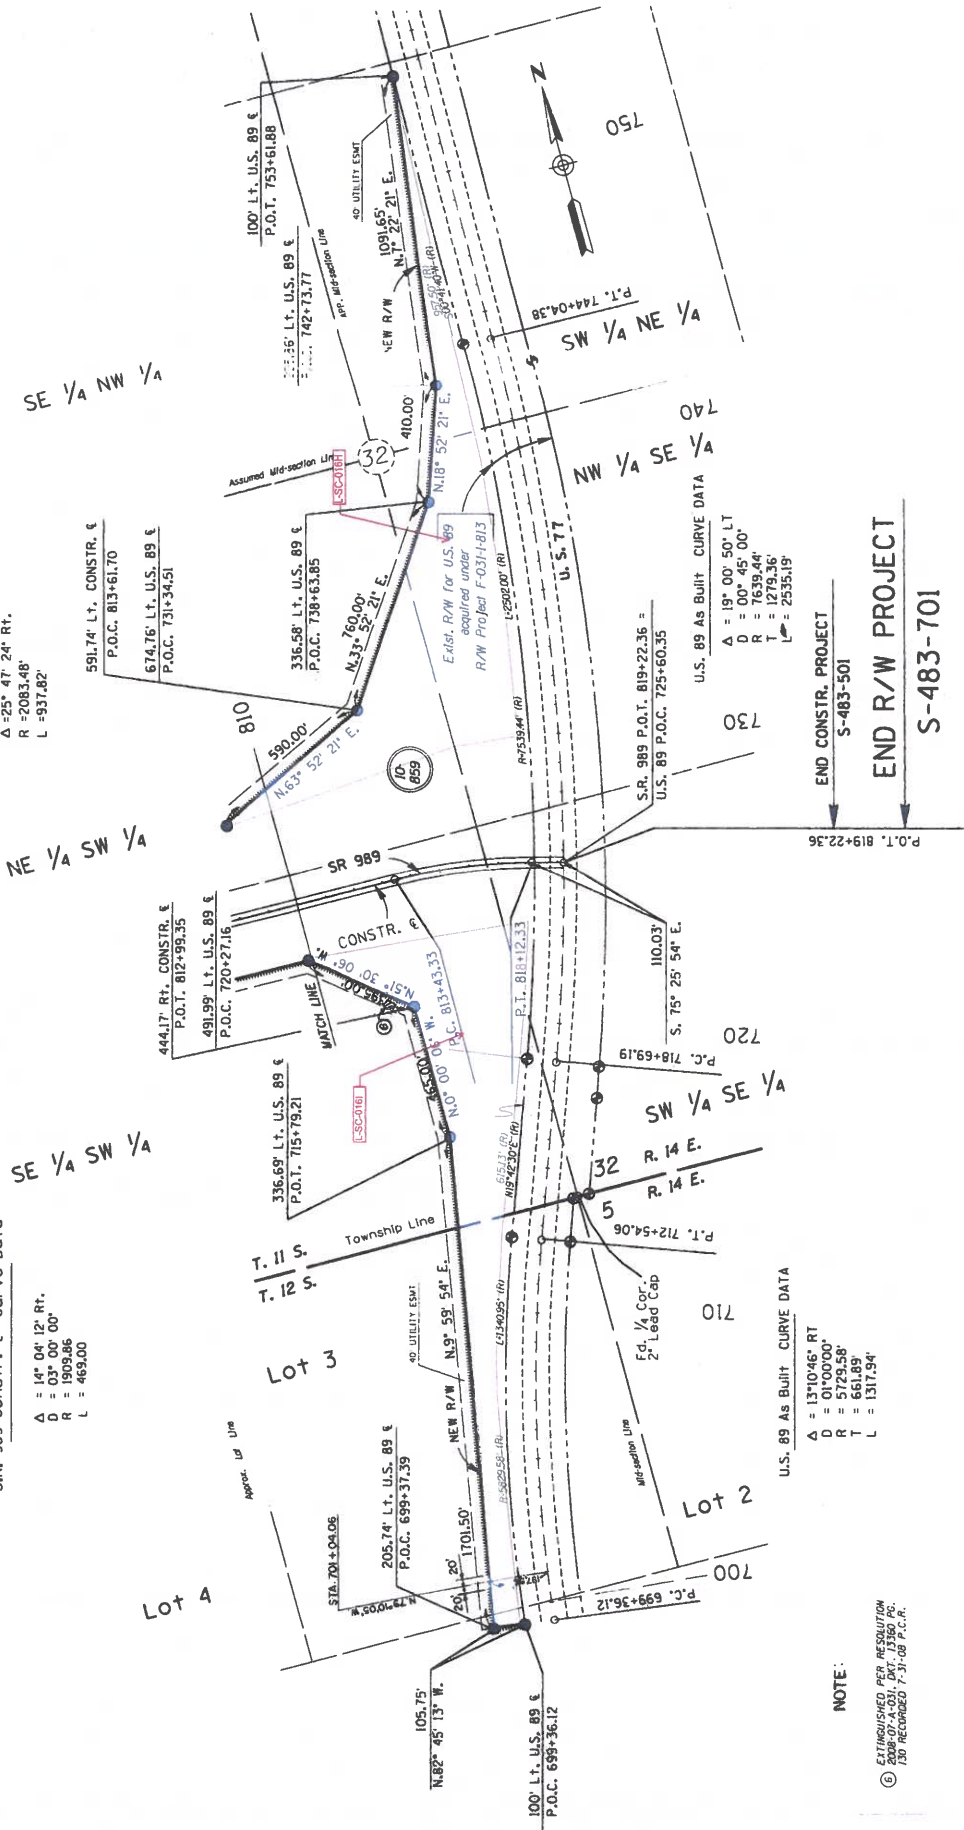 Δ =25° 47' 24" Rt.
R =2083.48'
L =937.82'
100' Lt. U.S. 89 ℄
P.O.T. 753+61.88
Lt. U.S. 89 ℄
742+73.77
APP. Mid-section Line
40' UTILITY ESMT
1091.65'
N.7° 22' 21" E.
NEW R/W
957.50' (R)
N
750
P.T. 744+04.38
SW 1/4 NE 1/4
SE 1/4 NW 1/4
Assumed Mid-section Line
L-SC-016H
32
410.00'
N.18° 52' 21" E.
740
NW 1/4 SE 1/4
591.74' Lt. CONSTR. ℄
P.O.C. 813+61.70
674.76' Lt. U.S. 89 ℄
P.O.C. 731+34.51
336.58' Lt. U.S. 89 ℄
P.O.C. 738+63.85
760.00'
N.33° 52' 21" E.
Exist. R/W for U.S. 89
acquired under
R/W Project F-031-1-813
L=2502.00' (R)
R=7539.44' (R)
U.S. 77
U.S. 89 As Built CURVE DATA
Δ = 19° 00' 50" LT
D = 00° 45' 00"
R = 7639.44'
T = 1279.36'
L = 2535.19'
810
590.00'
N.63° 52' 21" E.
10-
859
730
S.R. 989 P.O.T. 819+22.36 =
U.S. 89 P.O.C. 725+60.35
END CONSTR. PROJECT
S-483-501
END R/W PROJECT
S-483-701
P.O.T. 819+22.36
NE 1/4 SW 1/4
SR 989
CONSTR. ℄
444.17' Rt. CONSTR. ℄
P.O.T. 812+99.35
491.99' Lt. U.S. 89 ℄
P.O.C. 720+27.16
MATCH LINE
N.51° 30' 06" W.
395.00'
6
P.C. 813+43.33
P.T. 818+12.33
110.03'
S. 75° 25' 54" E.
720
P.C. 718+69.19
SW 1/4 SE 1/4
336.69' Lt. U.S. 89 ℄
P.O.T. 715+79.21
L-SC-016I
465.00'
N.0° 00' 06" W.
SE 1/4 SW 1/4
615.13' (R)
N19°42'30"E (R)
32
R. 14 E.
R. 14 E.
5
P.T. 712+54.06
T. 11 S.
Township Line
T. 12 S.
Fd. 1/4 Cor.
2" Lead Cap
710
Δ = 14° 04' 12" Rt.
D = 03° 00' 00"
R = 1909.86
L = 469.00
Lot 3
40' UTILITY ESMT
NEW R/W
N.9° 59' 54" E.
L=1340.95' (R)
R=5829.58' (R)
U.S. 89 As Built CURVE DATA
Δ = 13°10'46" RT
D = 01°00'00"
R = 5729.58'
T = 661.89'
L = 1317.94'
Approx. Lot Line
Mid-section Line
Lot 2
Lot 4
STA. 701+04.06
205.74' Lt. U.S. 89 ℄
P.O.C. 699+37.39
1701.50'
20' 20'
N.79°10'05"W.
700
P.C. 699+36.12
105.75'
N.82° 45' 13" W.
100' Lt. U.S. 89 ℄
P.O.C. 699+36.12
NOTE:
6 EXTINGUISHED PER RESOLUTION
2008-07-A-031, DKT. 13360 PG.
130 RECORDED 7-31-08 P.C.R.